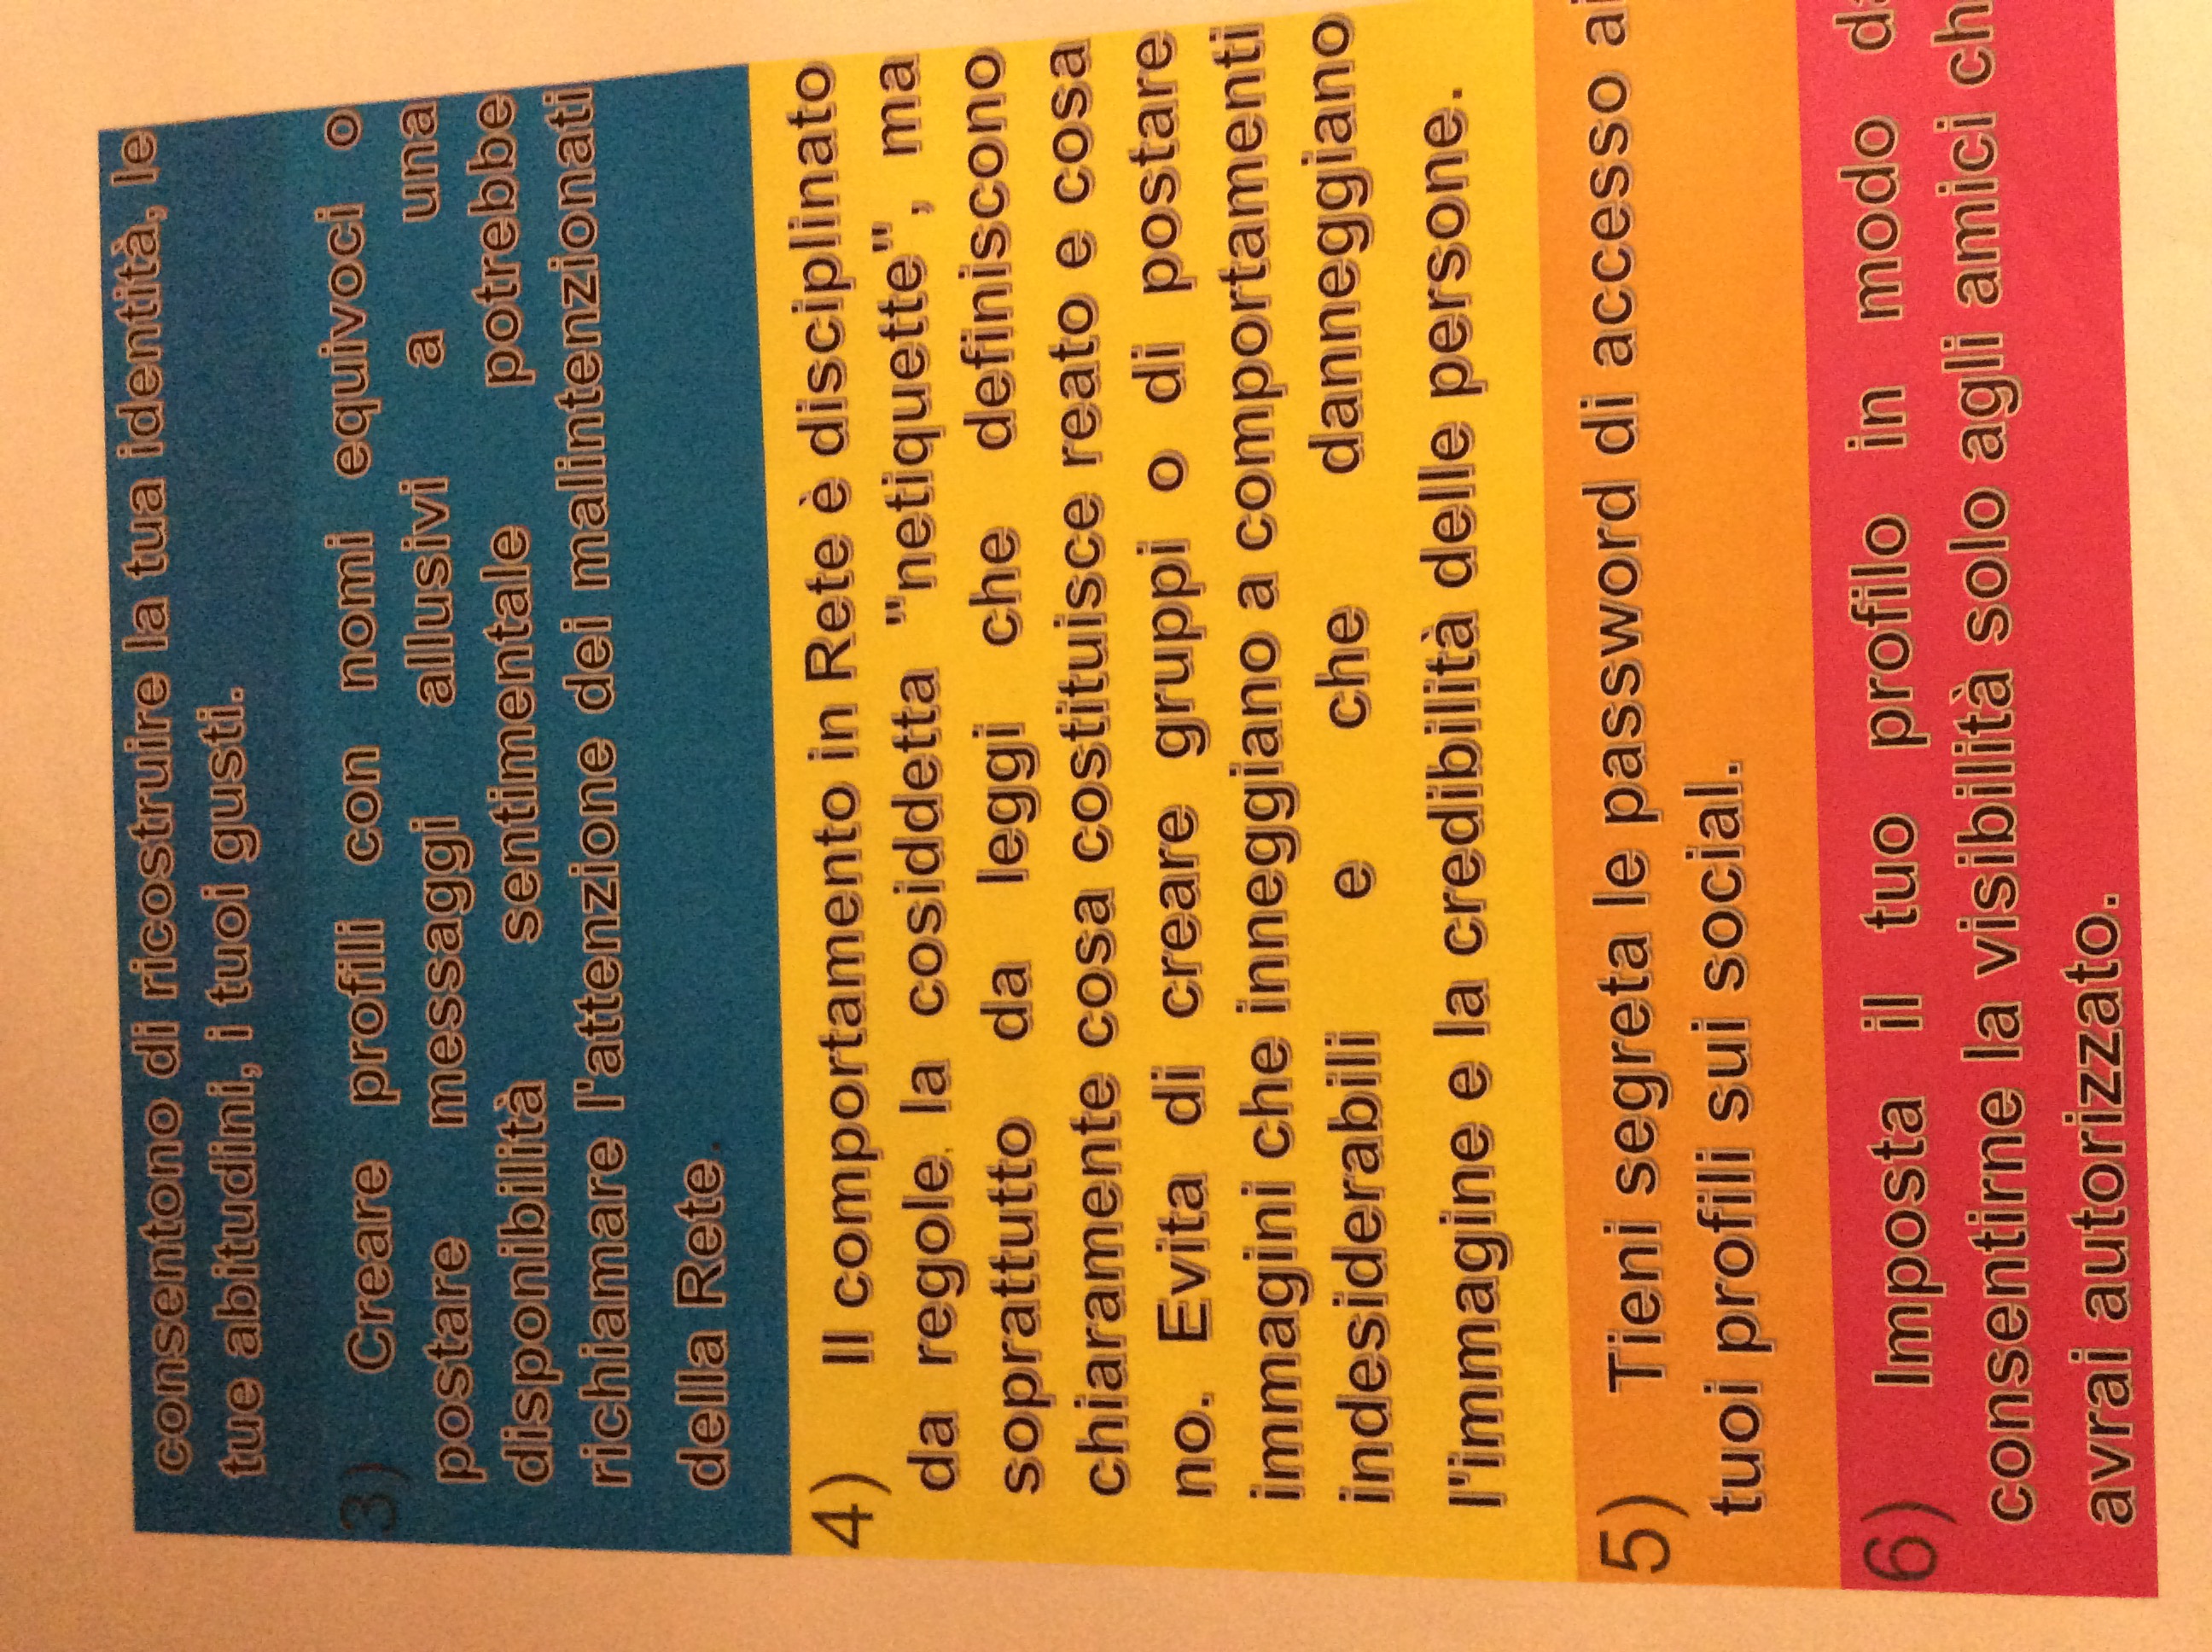 consentono di ricostruire la tua identità, le
tue abitudini, i tuoi gusti.
3) Creare profili con nomi equivoci o
postare messaggi allusivi a una
disponibilità sentimentale potrebbe
richiamare l'attenzione dei malintenzionati
della Rete.
4) Il comportamento in Rete è disciplinato
da regole, la cosiddetta "netiquette", ma
soprattutto da leggi che definiscono
chiaramente cosa costituisce reato e cosa
no. Evita di creare gruppi o di postare
immagini che inneggiano a comportamenti
indesiderabili e che danneggiano
l'immagine e la credibilità delle persone.
5) Tieni segreta le password di accesso ai
tuoi profili sui social.
6) Imposta il tuo profilo in modo da
consentirne la visibilità solo agli amici ch
avrai autorizzato.